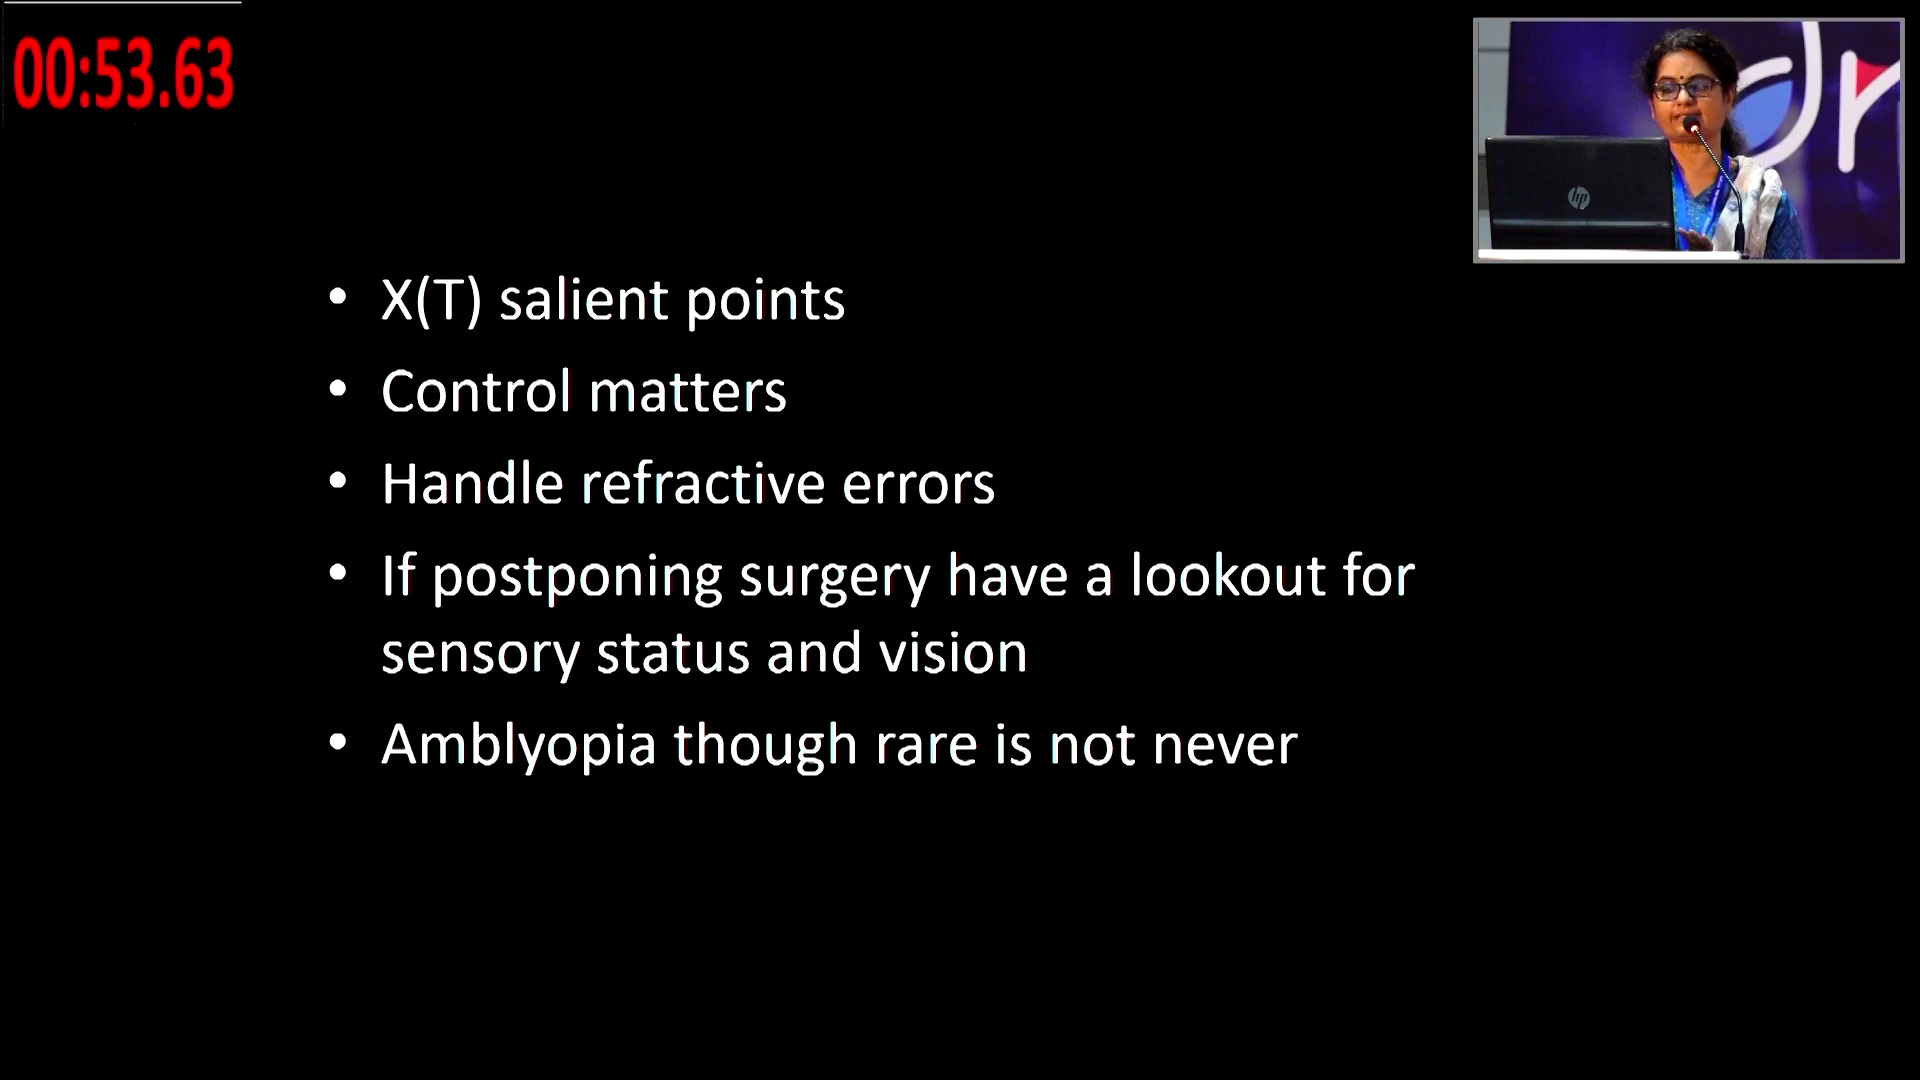 00:53.63
• X(T) salient points
• Control matters
• Handle refractive errors
• If postponing surgery have a lookout for
sensory status and vision
• Amblyopia though rare is not never
hp